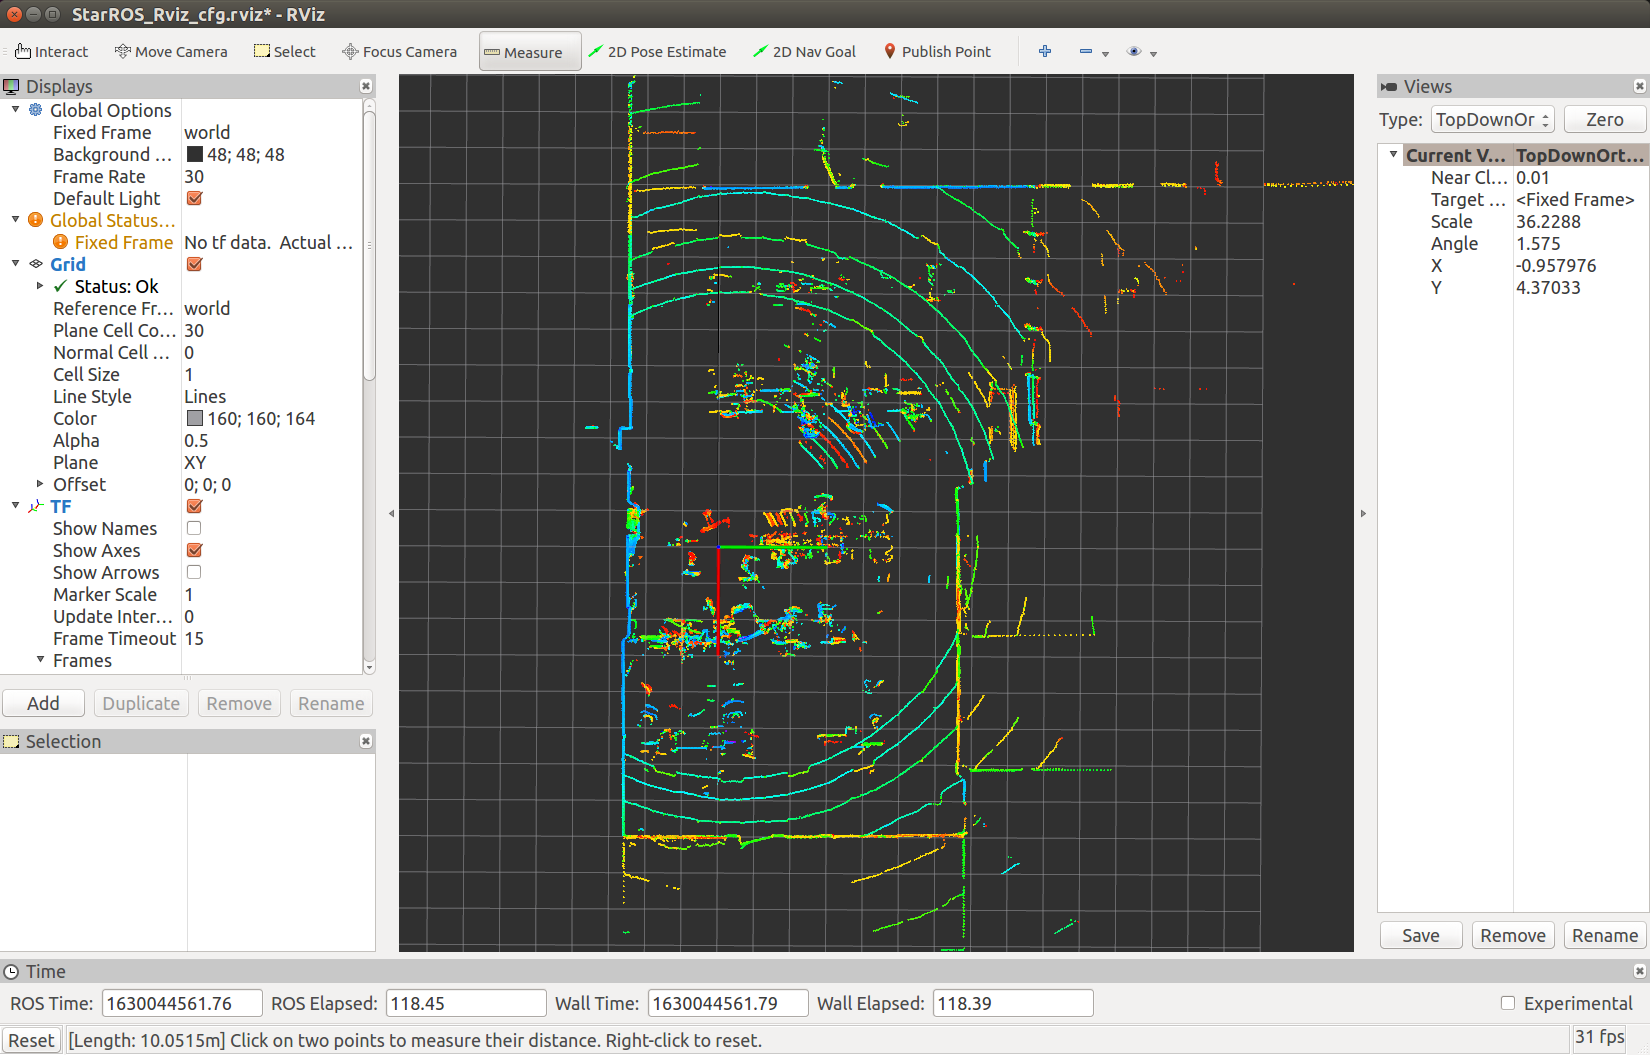 StarROS_Rviz_cfg.rviz* - RViz
Interact Move Camera Select Focus Camera Measure 2D Pose Estimate 2D Nav Goal Publish Point
Displays
Global Options
Fixed Frame world
Background ... 48; 48; 48
Frame Rate 30
Default Light
Global Status...
Fixed Frame No tf data. Actual ...
Grid
Status: Ok
Reference Fr... world
Plane Cell Co... 30
Normal Cell ... 0
Cell Size 1
Line Style Lines
Color 160; 160; 164
Alpha 0.5
Plane XY
Offset 0; 0; 0
TF
Show Names
Show Axes
Show Arrows
Marker Scale 1
Update Inter... 0
Frame Timeout 15
Frames
Add Duplicate Remove Rename
Selection
Views
Type: TopDownOr Zero
Current V... TopDownOrt...
Near Cl... 0.01
Target ... <Fixed Frame>
Scale 36.2288
Angle 1.575
X -0.957976
Y 4.37033
Save Remove Rename
Time
ROS Time: 1630044561.76 ROS Elapsed: 118.45 Wall Time: 1630044561.79 Wall Elapsed: 118.39 Experimental
Reset [Length: 10.0515m] Click on two points to measure their distance. Right-click to reset. 31 fps